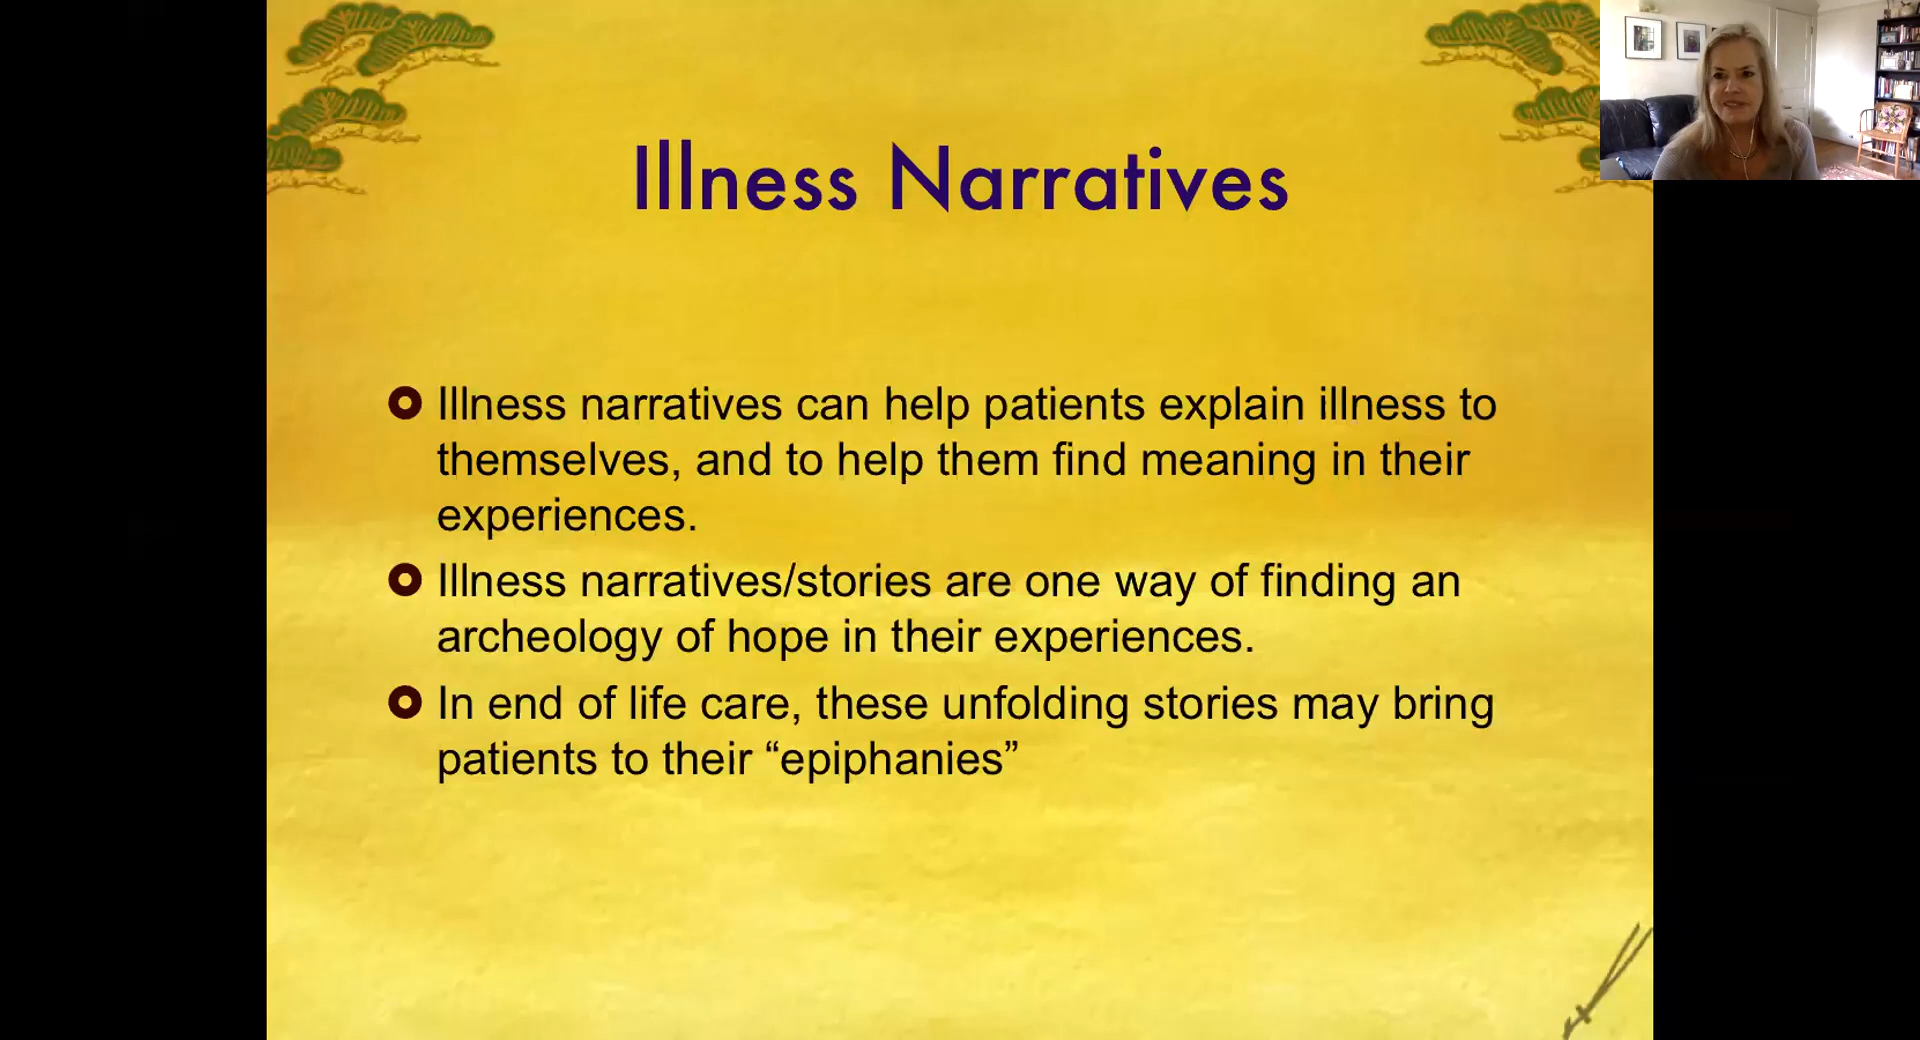 Illness Narratives
Illness narratives can help patients explain illness to
themselves, and to help them find meaning in their
experiences.
Illness narratives/stories are one way of finding an
archeology of hope in their experiences.
In end of life care, these unfolding stories may bring
patients to their “epiphanies”